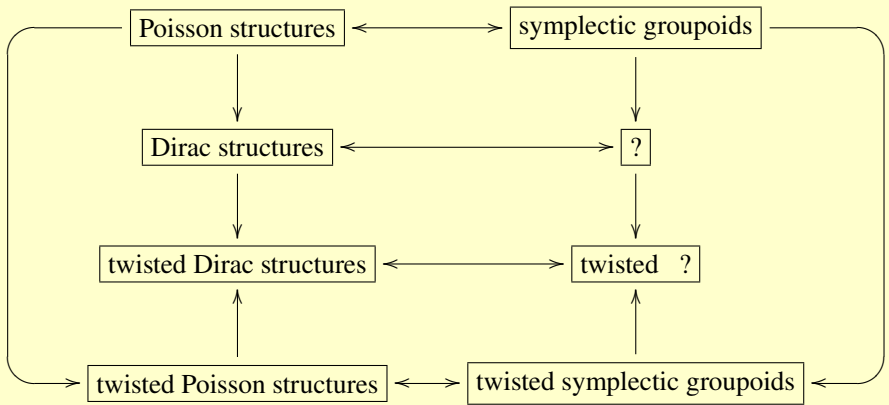 Poisson structures symplectic groupoids
Dirac structures ?
twisted Dirac structures twisted ?
twisted Poisson structures twisted symplectic groupoids